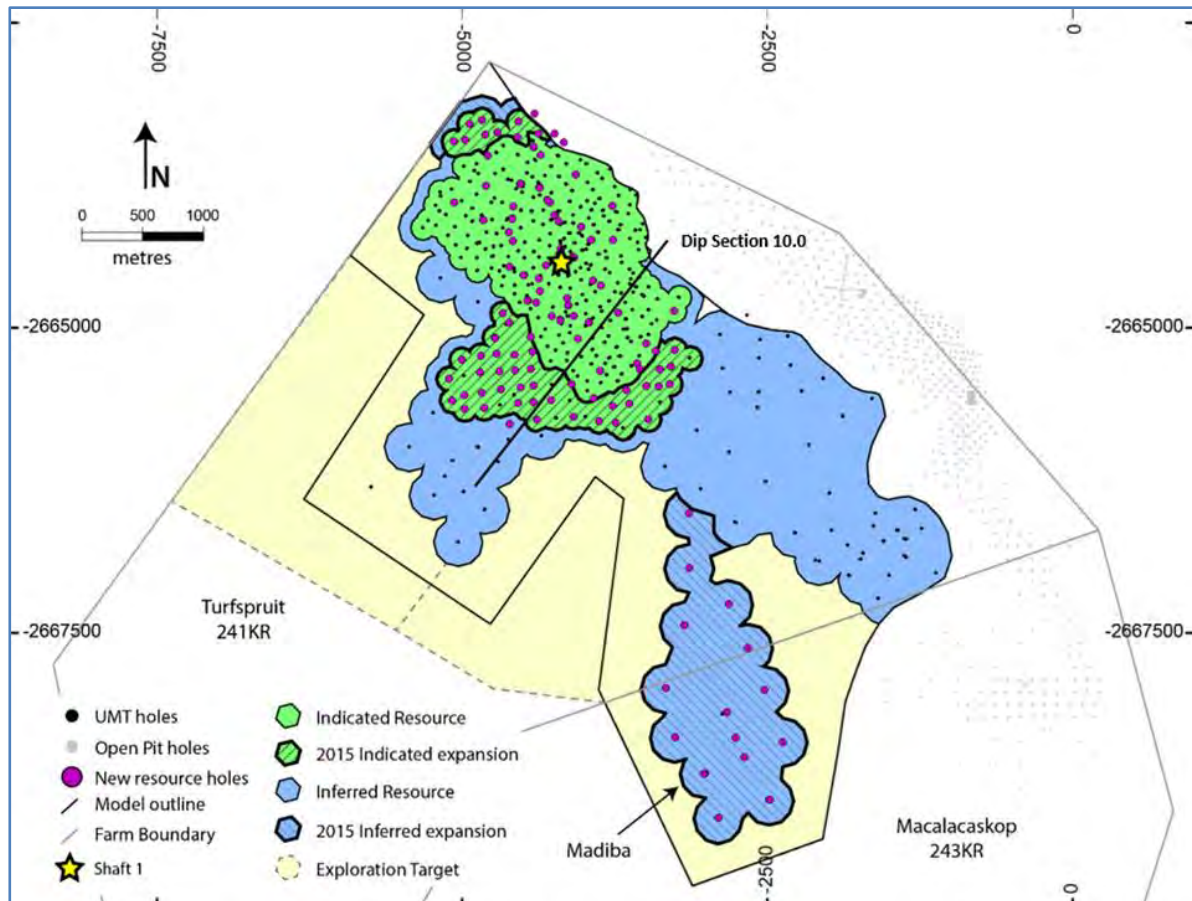 -7500
-5000
-2500
0
N
0 500 1000
metres
Dip Section 10.0
-2665000
-2665000
Turfspruit
241KR
-2667500
-2667500
UMT holes
Open Pit holes
New resource holes
Model outline
Farm Boundary
Shaft 1
Indicated Resource
2015 Indicated expansion
Inferred Resource
2015 Inferred expansion
Exploration Target
Madiba
Macalacaskop
243KR
-2500
0